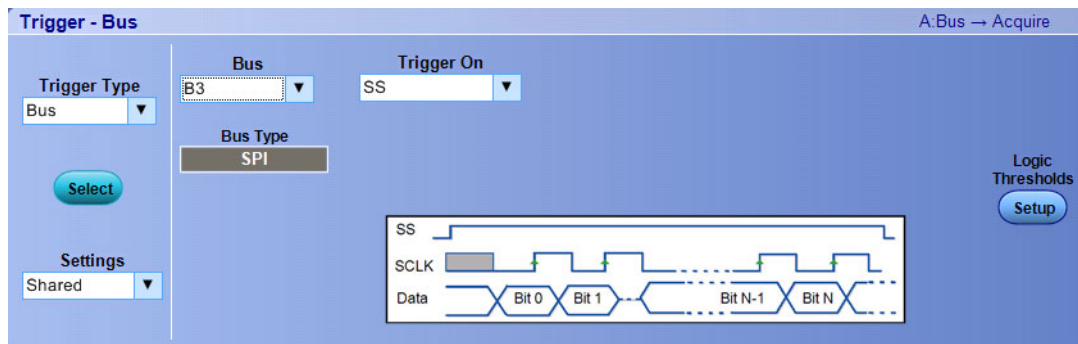 Trigger - Bus
A:Bus → Acquire
Trigger Type
Bus
Select
Settings
Shared
Bus
B3
Bus Type
SPI
Trigger On
SS
SS
SCLK
Data
Bit 0
Bit 1
Bit N-1
Bit N
Logic
Thresholds
Setup